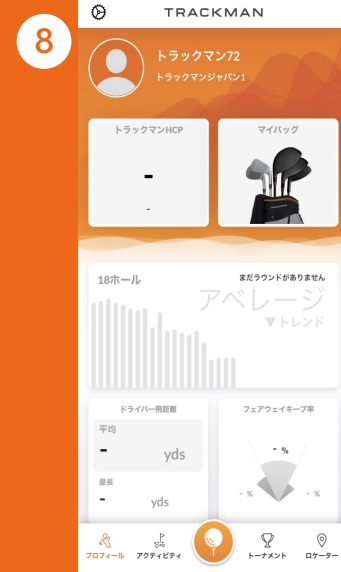 8
TRACKMAN
トラックマン72
トラックマンジャパン1
トラックマンHCP
マイバッグ
-
-
TRACKMAN
18ホール
まだラウンドがありません
アベレージ
▼トレンド
ドライバー飛距離
フェアウェイキープ率
平均
- yds
- %
最長
- yds
- %
- %
プロフィール アクティビティ トーナメント ロケーター